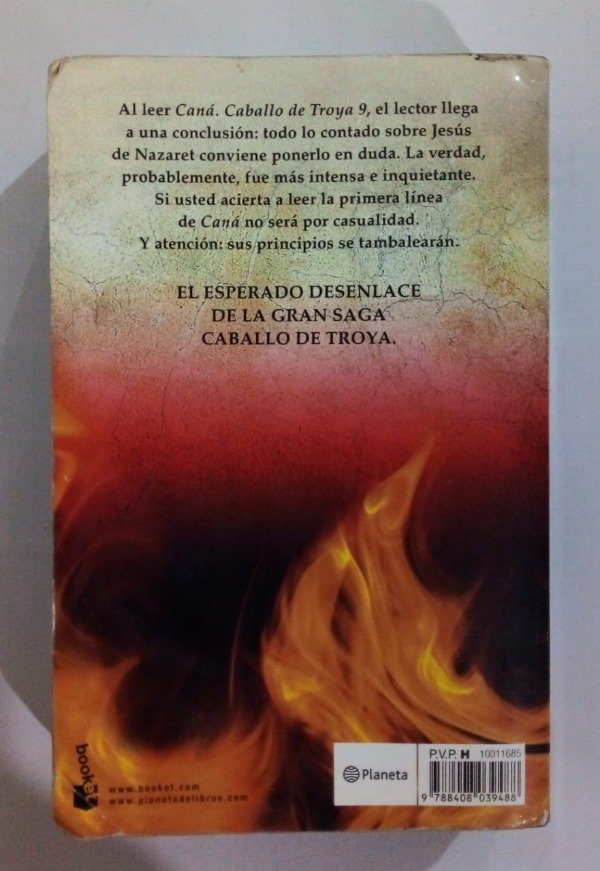 Al leer Caná. Caballo de Troya 9, el lector llega
a una conclusión: todo lo contado sobre Jesús
de Nazaret conviene ponerlo en duda. La verdad,
probablemente, fue más intensa e inquietante.
Si usted acierta a leer la primera línea
de Caná no será por casualidad.
Y atención: sus principios se tambalearán.
EL ESPERADO DESENLACE
DE LA GRAN SAGA
CABALLO DE TROYA.
booket
www.booket.com
www.planetadelibros.com
Planeta
P.V.P. H 10011685
9 788408 039488